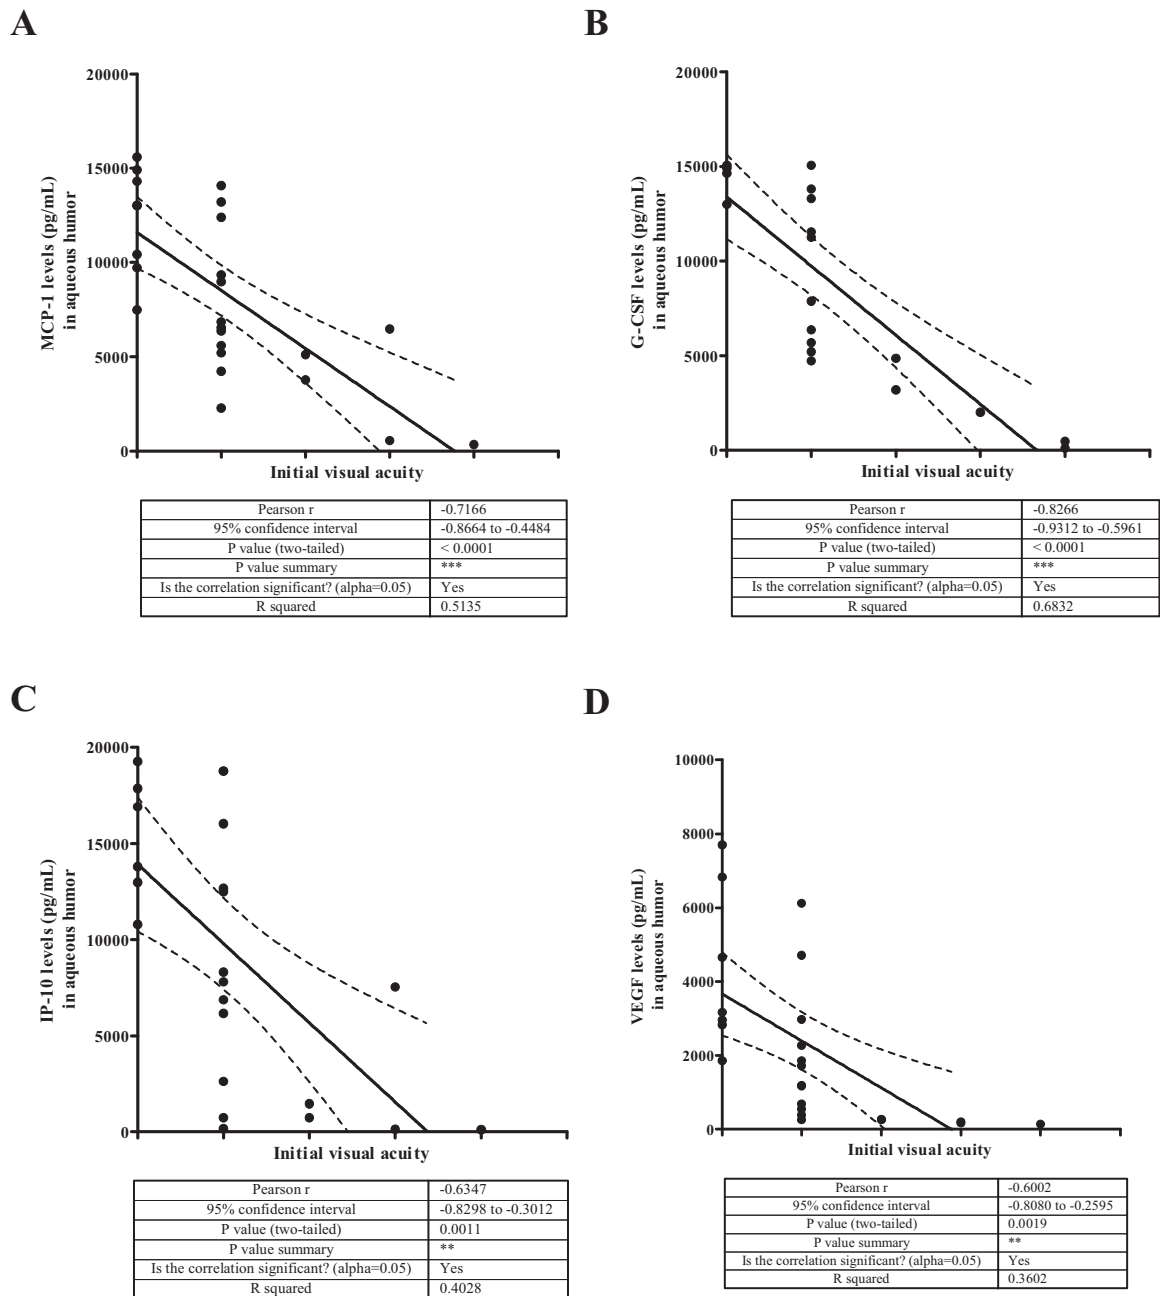 A
20000
15000
10000
5000
0
MCP-1 levels (pg/mL)
in aqueous humor
Initial visual acuity
Pearson r -0.7166
95% confidence interval -0.8664 to -0.4484
P value (two-tailed) < 0.0001
P value summary ***
Is the correlation significant? (alpha=0.05) Yes
R squared 0.5135
B
20000
15000
10000
5000
0
G-CSF levels (pg/mL)
in aqueous humor
Initial visual acuity
Pearson r -0.8266
95% confidence interval -0.9312 to -0.5961
P value (two-tailed) < 0.0001
P value summary ***
Is the correlation significant? (alpha=0.05) Yes
R squared 0.6832
C
20000
15000
10000
5000
0
IP-10 levels (pg/mL)
in aqueous humor
Initial visual acuity
Pearson r -0.6347
95% confidence interval -0.8298 to -0.3012
P value (two-tailed) 0.0011
P value summary **
Is the correlation significant? (alpha=0.05) Yes
R squared 0.4028
D
10000
8000
6000
4000
2000
0
VEGF levels (pg/mL)
in aqueous humor
Initial visual acuity
Pearson r -0.6002
95% confidence interval -0.8080 to -0.2595
P value (two-tailed) 0.0019
P value summary **
Is the correlation significant? (alpha=0.05) Yes
R squared 0.3602